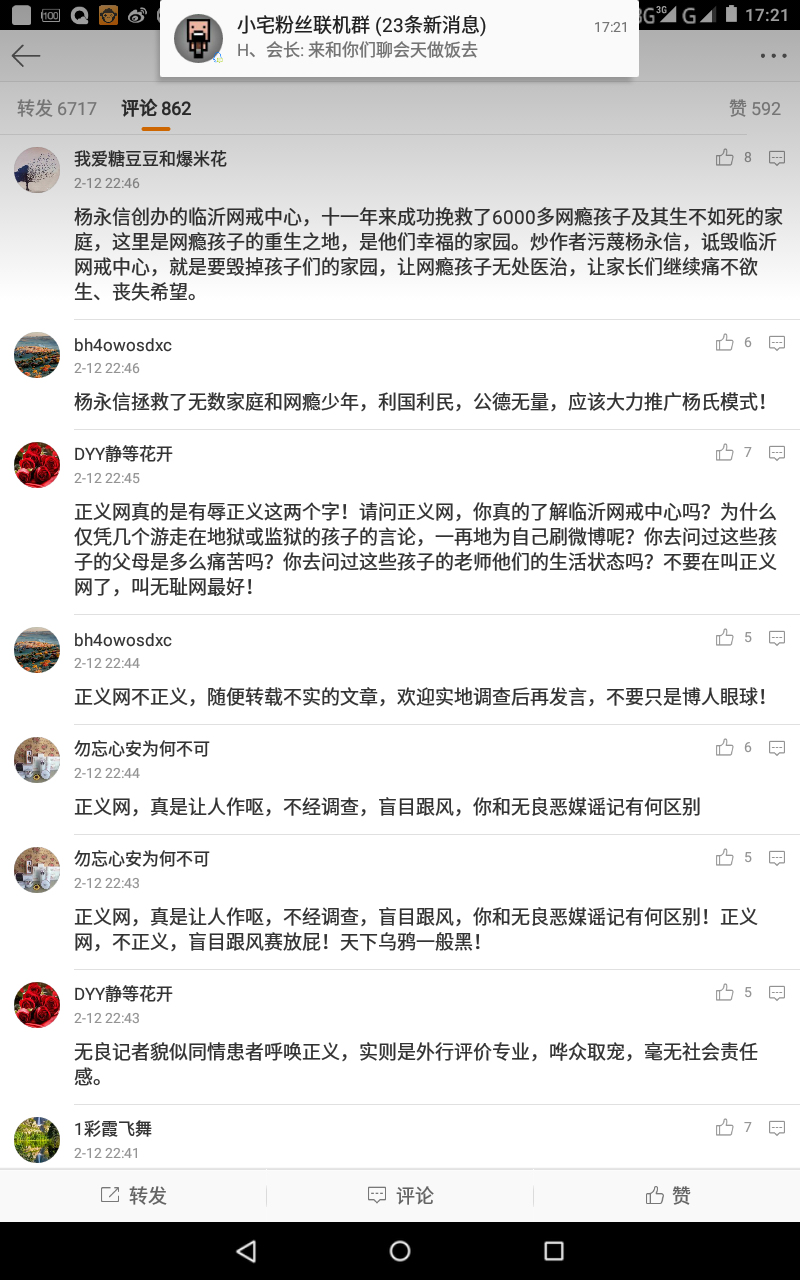 100
小宅粉丝联机群 (23条新消息)
17:21
H、会长: 来和你们聊会天做饭去
3G
G
17:21
转发 6717
评论 862
赞 592
我爱糖豆豆和爆米花
8
2-12 22:46
杨永信创办的临沂网戒中心，十一年来成功挽救了6000多网瘾孩子及其生不如死的家
庭，这里是网瘾孩子的重生之地，是他们幸福的家园。炒作者污蔑杨永信，诋毁临沂
网戒中心，就是要毁掉孩子们的家园，让网瘾孩子无处医治，让家长们继续痛不欲
生、丧失希望。
bh4owosdxc
6
2-12 22:46
杨永信拯救了无数家庭和网瘾少年，利国利民，公德无量，应该大力推广杨氏模式！
DYY静等花开
7
2-12 22:45
正义网真的是有辱正义这两个字！请问正义网，你真的了解临沂网戒中心吗？为什么
仅凭几个游走在地狱或监狱的孩子的言论，一再地为自己刷微博呢？你去问过这些孩
子的父母是多么痛苦吗？你去问过这些孩子的老师他们的生活状态吗？不要在叫正义
网了，叫无耻网最好！
bh4owosdxc
5
2-12 22:44
正义网不正义，随便转载不实的文章，欢迎实地调查后再发言，不要只是博人眼球！
勿忘心安为何不可
6
2-12 22:44
正义网，真是让人作呕，不经调查，盲目跟风，你和无良恶媒谣记有何区别
勿忘心安为何不可
5
2-12 22:43
正义网，真是让人作呕，不经调查，盲目跟风，你和无良恶媒谣记有何区别！正义
网，不正义，盲目跟风赛放屁！天下乌鸦一般黑！
DYY静等花开
5
2-12 22:43
无良记者貌似同情患者呼唤正义，实则是外行评价专业，哗众取宠，毫无社会责任
感。
1彩霞飞舞
7
2-12 22:41
转发
评论
赞